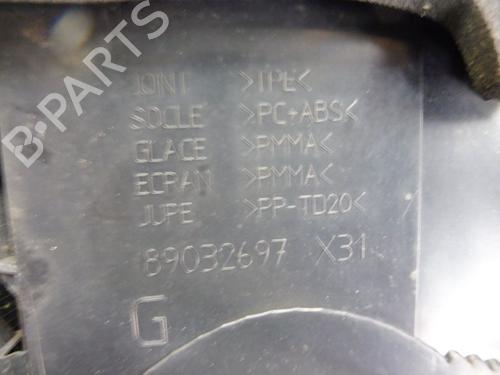 JOINT >TPE<
SOCLE >PC+ABS<
GLACE >PMMA<
ECRAN >PMMA<
JUPE >PP-TD20<
89032697 X31
G
B-PARTS